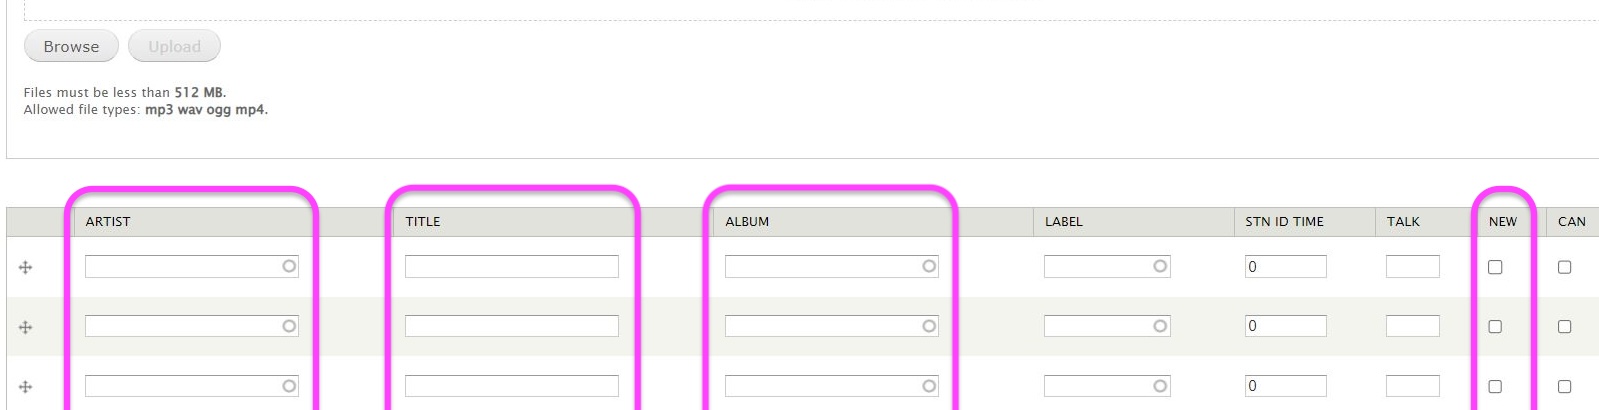 Browse Upload
Files must be less than 512 MB.
Allowed file types: mp3 wav ogg mp4.
ARTIST TITLE ALBUM LABEL STN ID TIME TALK NEW CAN
0
0
0